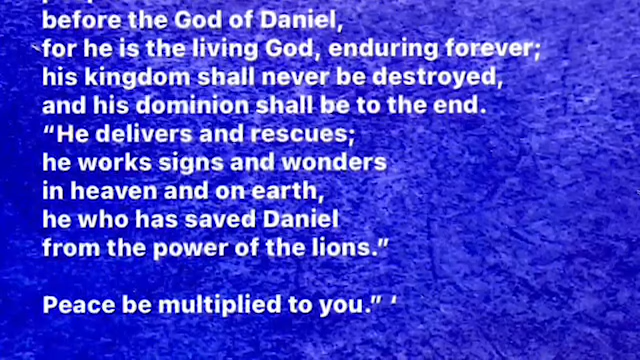 before the God of Daniel,
for he is the living God, enduring forever;
his kingdom shall never be destroyed,
and his dominion shall be to the end.
“He delivers and rescues;
he works signs and wonders
in heaven and on earth,
he who has saved Daniel
from the power of the lions.”
Peace be multiplied to you.” ‘